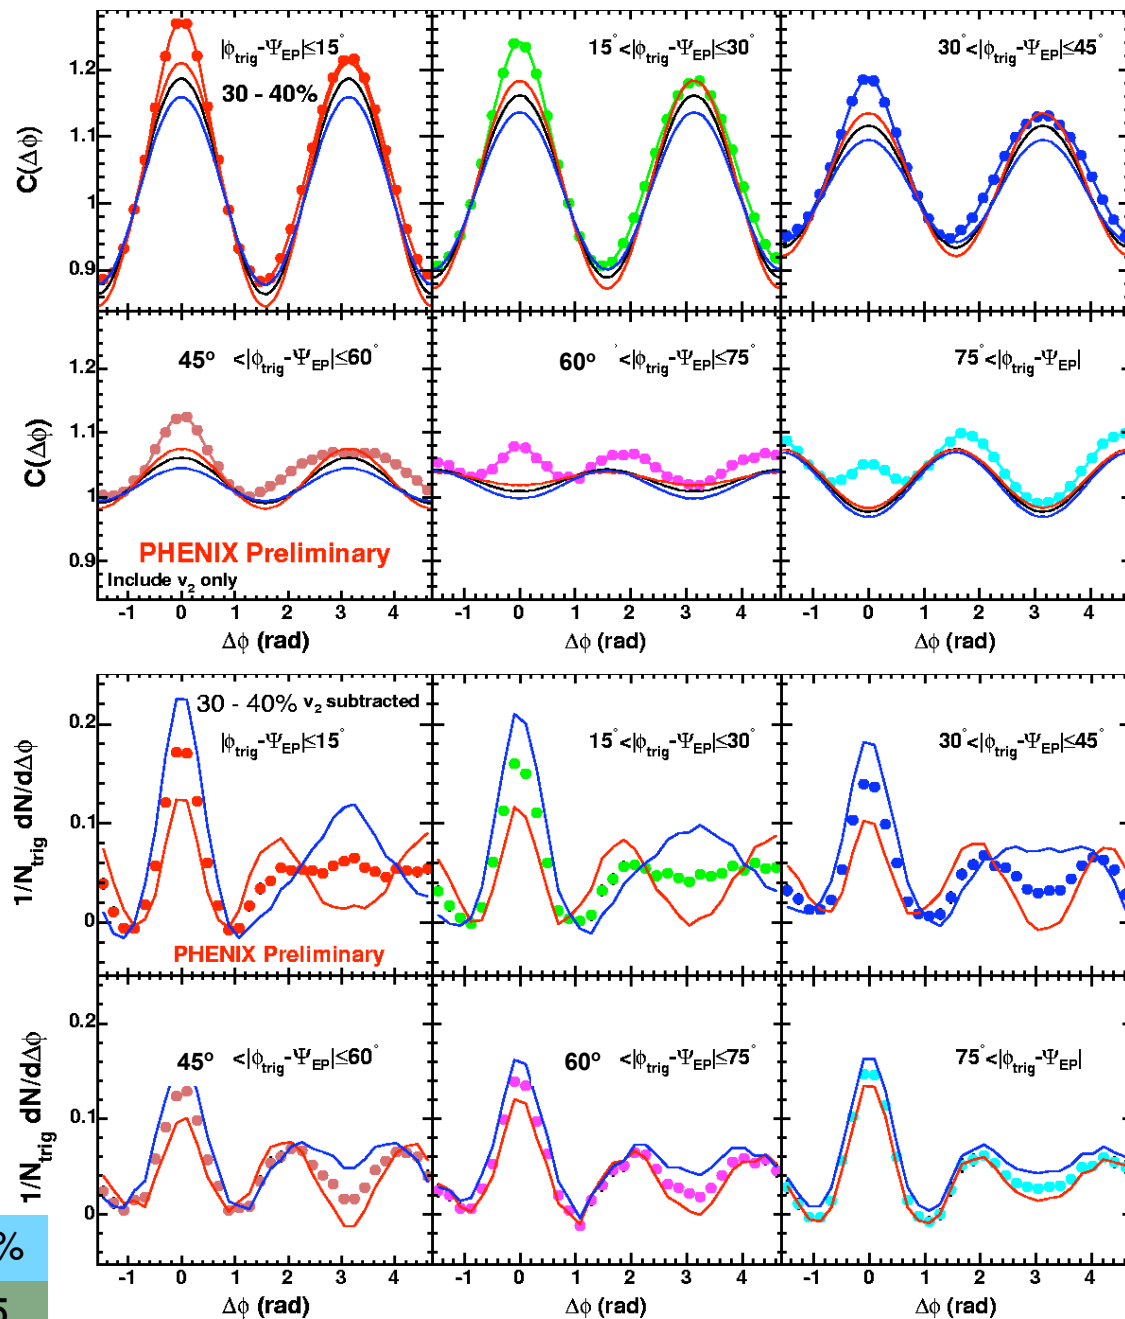 |ϕtrig-ΨEP|≤15° 15°<|ϕtrig-ΨEP|≤30° 30°<|ϕtrig-ΨEP|≤45°
30 - 40%
C(Δϕ)
1.2
1.1
1
0.9
45o <|ϕtrig-ΨEP|≤60° 60o <|ϕtrig-ΨEP|≤75° 75°<|ϕtrig-ΨEP|
C(Δϕ)
1.2
1.1
1
0.9
PHENIX Preliminary
Include v2 only
-1 0 1 2 3 4 -1 0 1 2 3 4 -1 0 1 2 3 4
Δϕ (rad) Δϕ (rad) Δϕ (rad)
30 - 40% v2 subtracted
|ϕtrig-ΨEP|≤15° 15°<|ϕtrig-ΨEP|≤30° 30°<|ϕtrig-ΨEP|≤45°
1/Ntrig dN/dΔϕ
0.2
0.1
0
PHENIX Preliminary
45o <|ϕtrig-ΨEP|≤60° 60o <|ϕtrig-ΨEP|≤75° 75°<|ϕtrig-ΨEP|
1/Ntrig dN/dΔϕ
0.2
0.1
0
%
5
-1 0 1 2 3 4 -1 0 1 2 3 4 -1 0 1 2 3 4
Δϕ (rad) Δϕ (rad) Δϕ (rad)